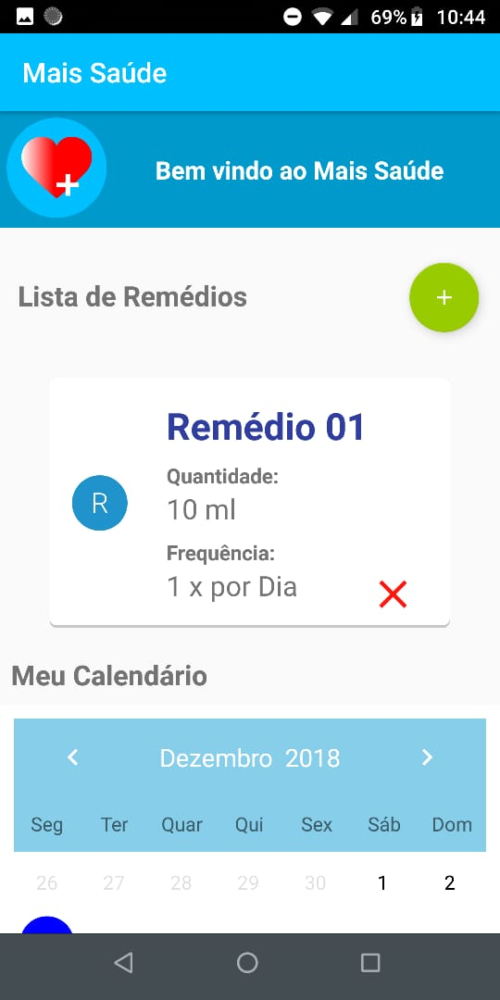 69% 10:44
Mais Saúde
Bem vindo ao Mais Saúde
Lista de Remédios
+
Remédio 01
Quantidade:
R
10 ml
Frequência:
1 x por Dia
Meu Calendário
Dezembro 2018
Seg Ter Quar Qui Sex Sáb Dom
26 27 28 29 30 1 2